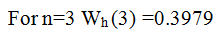 For n=3 Wh(3) =0.3979